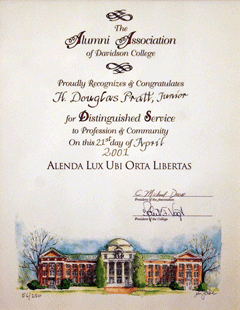 The
Alumni Association
of Davidson College
Proudly Recognizes & Congratulates
H. Douglas Pratt, Junior
for Distinguished Service
to Profession & Community
On this 21st day of April
2001
Alenda Lux Ubi Orta Libertas
President of the Association
President of the College